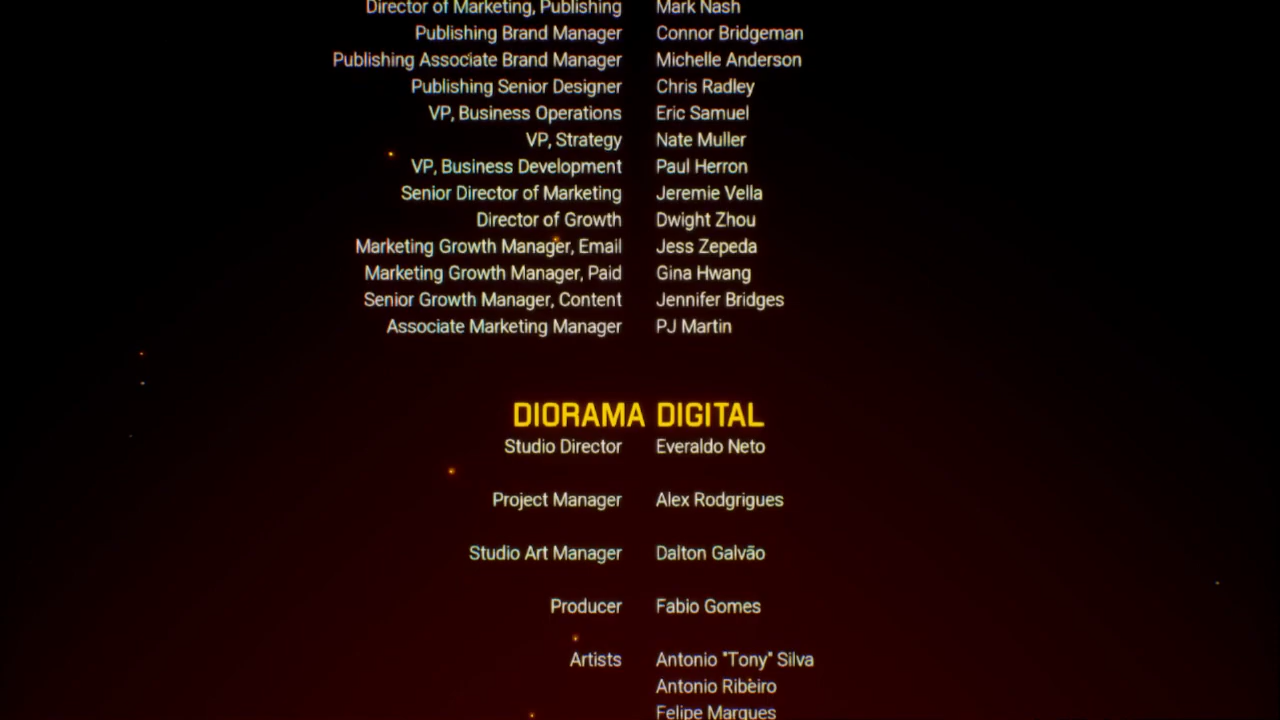 Director of Marketing, Publishing Mark Nash
Publishing Brand Manager Connor Bridgeman
Publishing Associate Brand Manager Michelle Anderson
Publishing Senior Designer Chris Radley
VP, Business Operations Eric Samuel
VP, Strategy Nate Muller
VP, Business Development Paul Herron
Senior Director of Marketing Jeremie Vella
Director of Growth Dwight Zhou
Marketing Growth Manager, Email Jess Zepeda
Marketing Growth Manager, Paid Gina Hwang
Senior Growth Manager, Content Jennifer Bridges
Associate Marketing Manager PJ Martin
DIORAMA DIGITAL
Studio Director Everaldo Neto
Project Manager Alex Rodgrigues
Studio Art Manager Dalton Galvão
Producer Fabio Gomes
Artists Antonio "Tony" Silva
Antonio Ribeiro
Felipe Marques